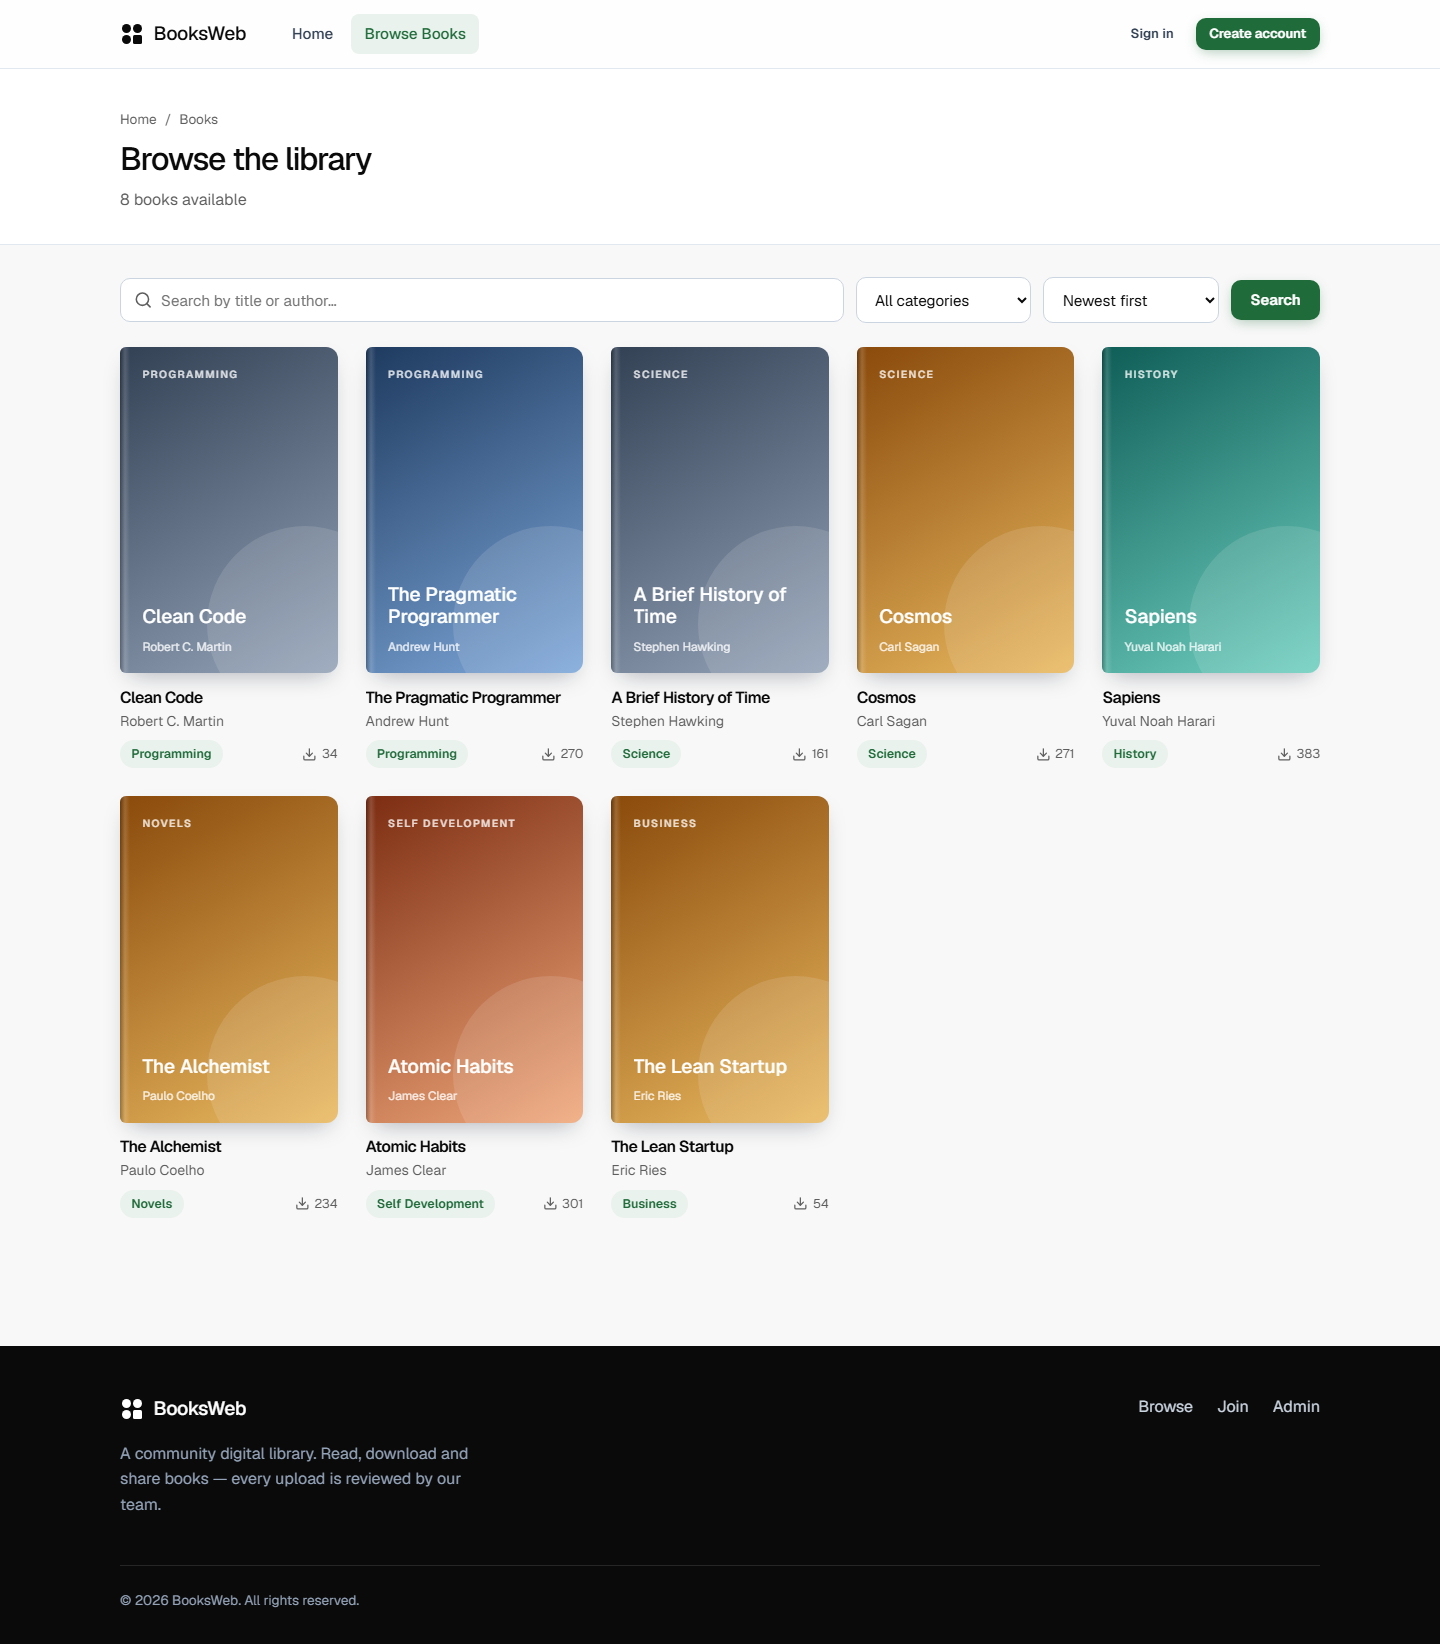 BooksWeb
Home
Browse Books
Sign in
Create account
Home / Books
Browse the library
8 books available
Search by title or author...
All categories
Newest first
Search
PROGRAMMING
Clean Code
Robert C. Martin
PROGRAMMING
The Pragmatic
Programmer
Andrew Hunt
SCIENCE
A Brief History of
Time
Stephen Hawking
SCIENCE
Cosmos
Carl Sagan
HISTORY
Sapiens
Yuval Noah Harari
Clean Code
Robert C. Martin
Programming
34
The Pragmatic Programmer
Andrew Hunt
Programming
270
A Brief History of Time
Stephen Hawking
Science
161
Cosmos
Carl Sagan
Science
271
Sapiens
Yuval Noah Harari
History
383
NOVELS
The Alchemist
Paulo Coelho
SELF DEVELOPMENT
Atomic Habits
James Clear
BUSINESS
The Lean Startup
Eric Ries
The Alchemist
Paulo Coelho
Novels
234
Atomic Habits
James Clear
Self Development
301
The Lean Startup
Eric Ries
Business
54
BooksWeb
Browse
Join
Admin
A community digital library. Read, download and
share books — every upload is reviewed by our
team.
© 2026 BooksWeb. All rights reserved.